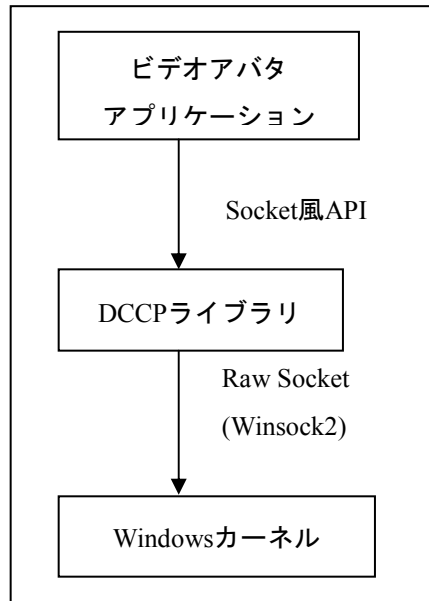 ビデオアバタ
アプリケーション
Socket風API
DCCPライブラリ
Raw Socket
(Winsock2)
Windowsカーネル